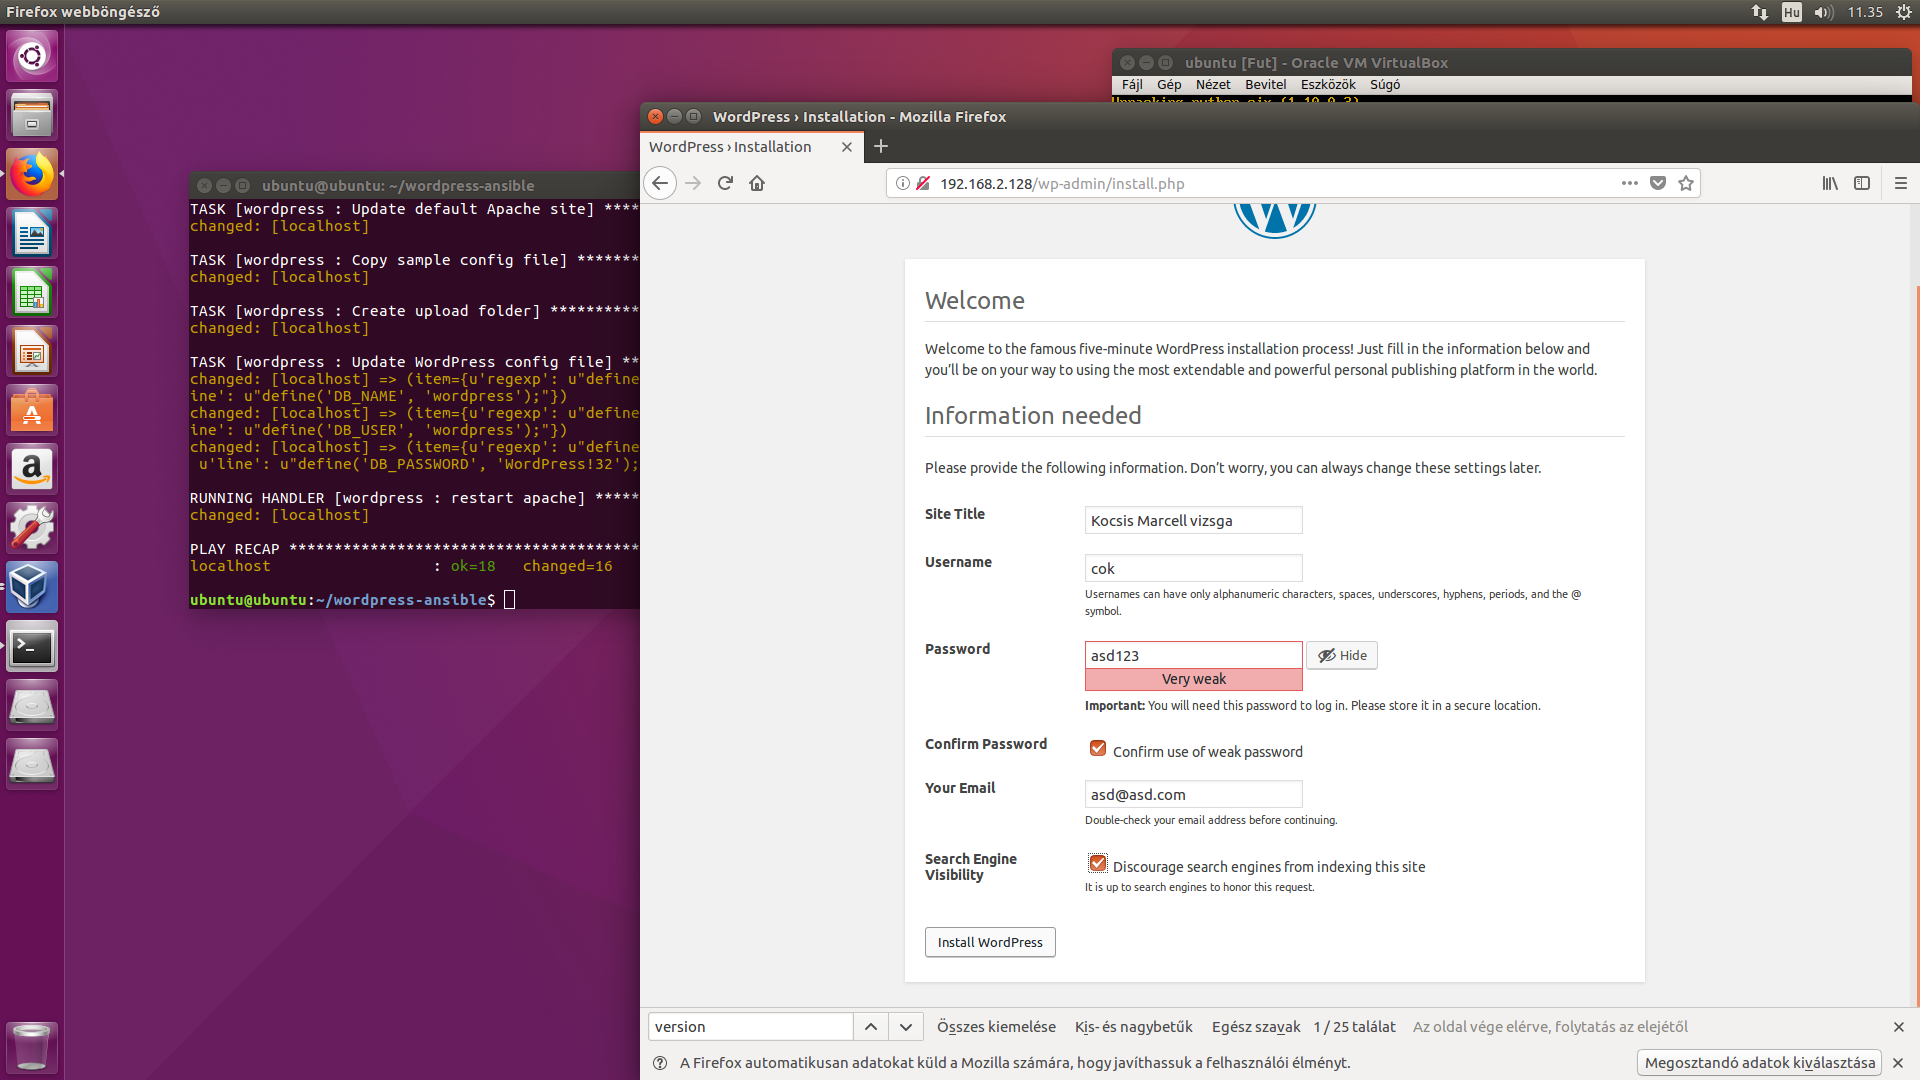 Firefox webböngésző
Hu
11.35
ubuntu [Fut] - Oracle VM VirtualBox
Fájl Gép Nézet Bevitel Eszközök Súgó
WordPress › Installation - Mozilla Firefox
WordPress › Installation
192.168.2.128/wp-admin/install.php
ubuntu@ubuntu: ~/wordpress-ansible
TASK [wordpress : Update default Apache site] ****
changed: [localhost]
TASK [wordpress : Copy sample config file] *******
changed: [localhost]
TASK [wordpress : Create upload folder] **********
changed: [localhost]
TASK [wordpress : Update WordPress config file] **
changed: [localhost] => (item={u'regexp': u"define
ine': u"define('DB_NAME', 'wordpress');"})
changed: [localhost] => (item={u'regexp': u"define
ine': u"define('DB_USER', 'wordpress');"})
changed: [localhost] => (item={u'regexp': u"define
u'line': u"define('DB_PASSWORD', 'WordPress!32');
RUNNING HANDLER [wordpress : restart apache] *****
changed: [localhost]
PLAY RECAP ***************************************
localhost : ok=18 changed=16
ubuntu@ubuntu:~/wordpress-ansible$
Welcome
Welcome to the famous five-minute WordPress installation process! Just fill in the information below and
you’ll be on your way to using the most extendable and powerful personal publishing platform in the world.
Information needed
Please provide the following information. Don’t worry, you can always change these settings later.
Site Title
Kocsis Marcell vizsga
Username
cok
Usernames can have only alphanumeric characters, spaces, underscores, hyphens, periods, and the @
symbol.
Password
asd123
Hide
Very weak
Important: You will need this password to log in. Please store it in a secure location.
Confirm Password
Confirm use of weak password
Your Email
asd@asd.com
Double-check your email address before continuing.
Search Engine
Visibility
Discourage search engines from indexing this site
It is up to search engines to honor this request.
Install WordPress
version
Összes kiemelése Kis- és nagybetűk Egész szavak 1 / 25 találat Az oldal vége elérve, folytatás az elejétől
A Firefox automatikusan adatokat küld a Mozilla számára, hogy javíthassuk a felhasználói élményt.
Megosztandó adatok kiválasztása